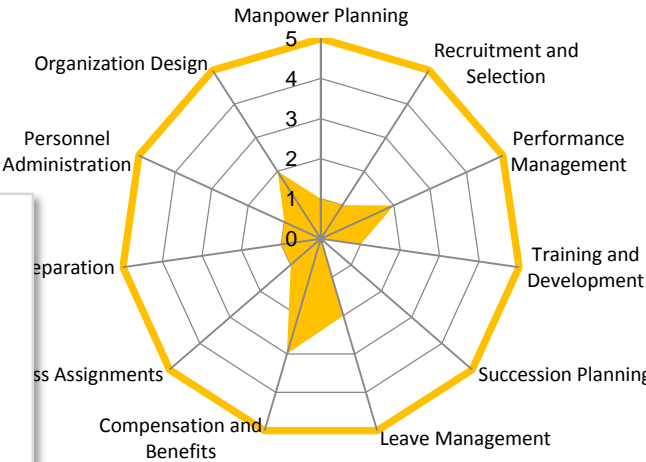 Manpower Planning
5
4
3
2
1
0
Recruitment and
Selection
Performance
Management
Training and
Development
Succession Planning
Leave Management
Compensation and
Benefits
ss Assignments
eparation
Personnel
Administration
Organization Design